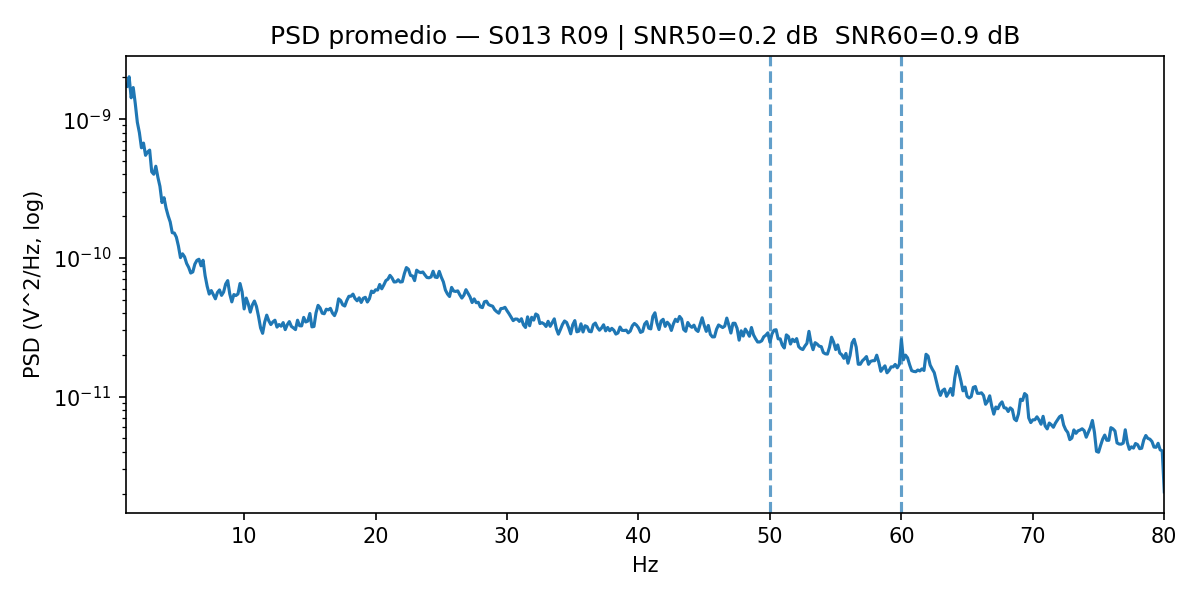 PSD promedio — S013 R09 | SNR50=0.2 dB  SNR60=0.9 dB
PSD (V^2/Hz, log)
10⁻⁹
10⁻¹⁰
10⁻¹¹
10 20 30 40 50 60 70 80
Hz